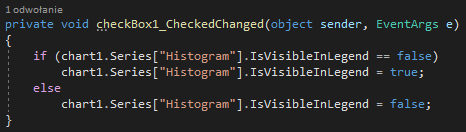 1 odwołanie
private void checkBox1_CheckedChanged(object sender, EventArgs e)
{
if (chart1.Series["Histogram"].IsVisibleInLegend == false)
chart1.Series["Histogram"].IsVisibleInLegend = true;
else
chart1.Series["Histogram"].IsVisibleInLegend = false;
}